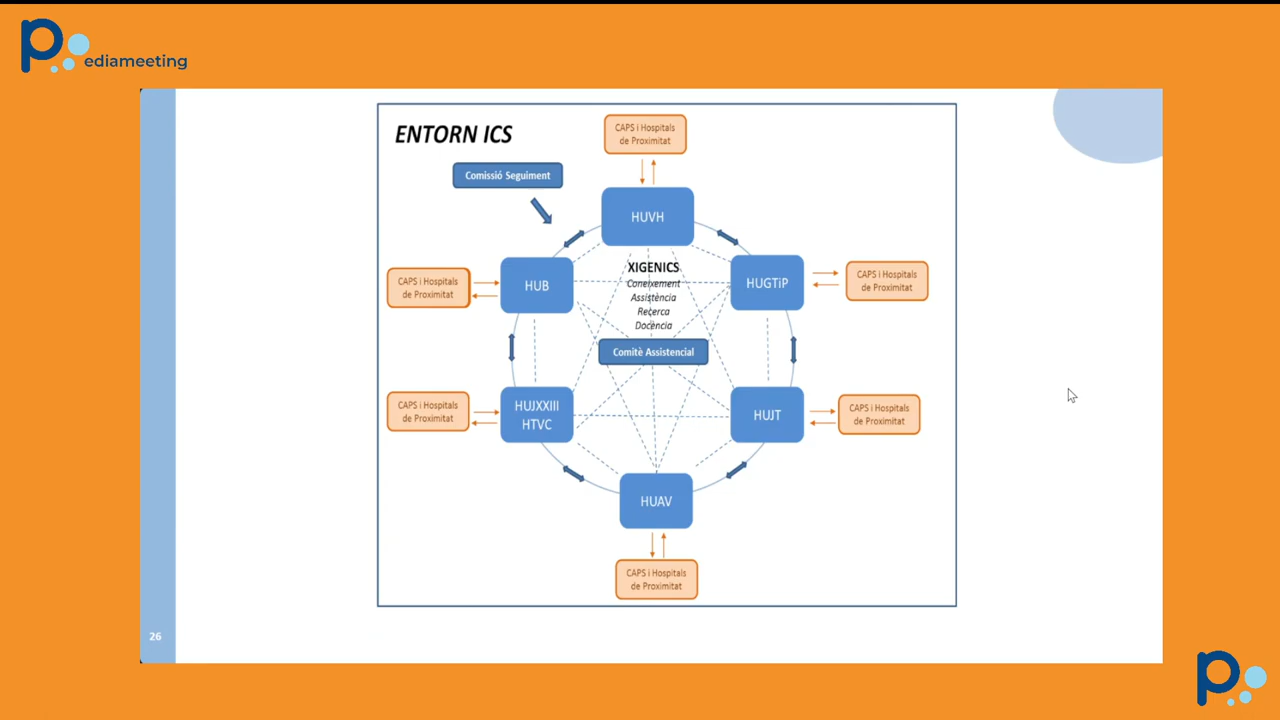 pediameeting
ENTORN ICS
CAPS i Hospitals
de Proximitat
Comissió Seguiment
HUVH
XIGENICS
Coneixement
Assistència
Recerca
Docència
Comitè Assistencial
HUB
CAPS i Hospitals
de Proximitat
HUGTiP
CAPS i Hospitals
de Proximitat
HUJXXIII
HTVC
CAPS i Hospitals
de Proximitat
HUJT
CAPS i Hospitals
de Proximitat
HUAV
CAPS i Hospitals
de Proximitat
26
p